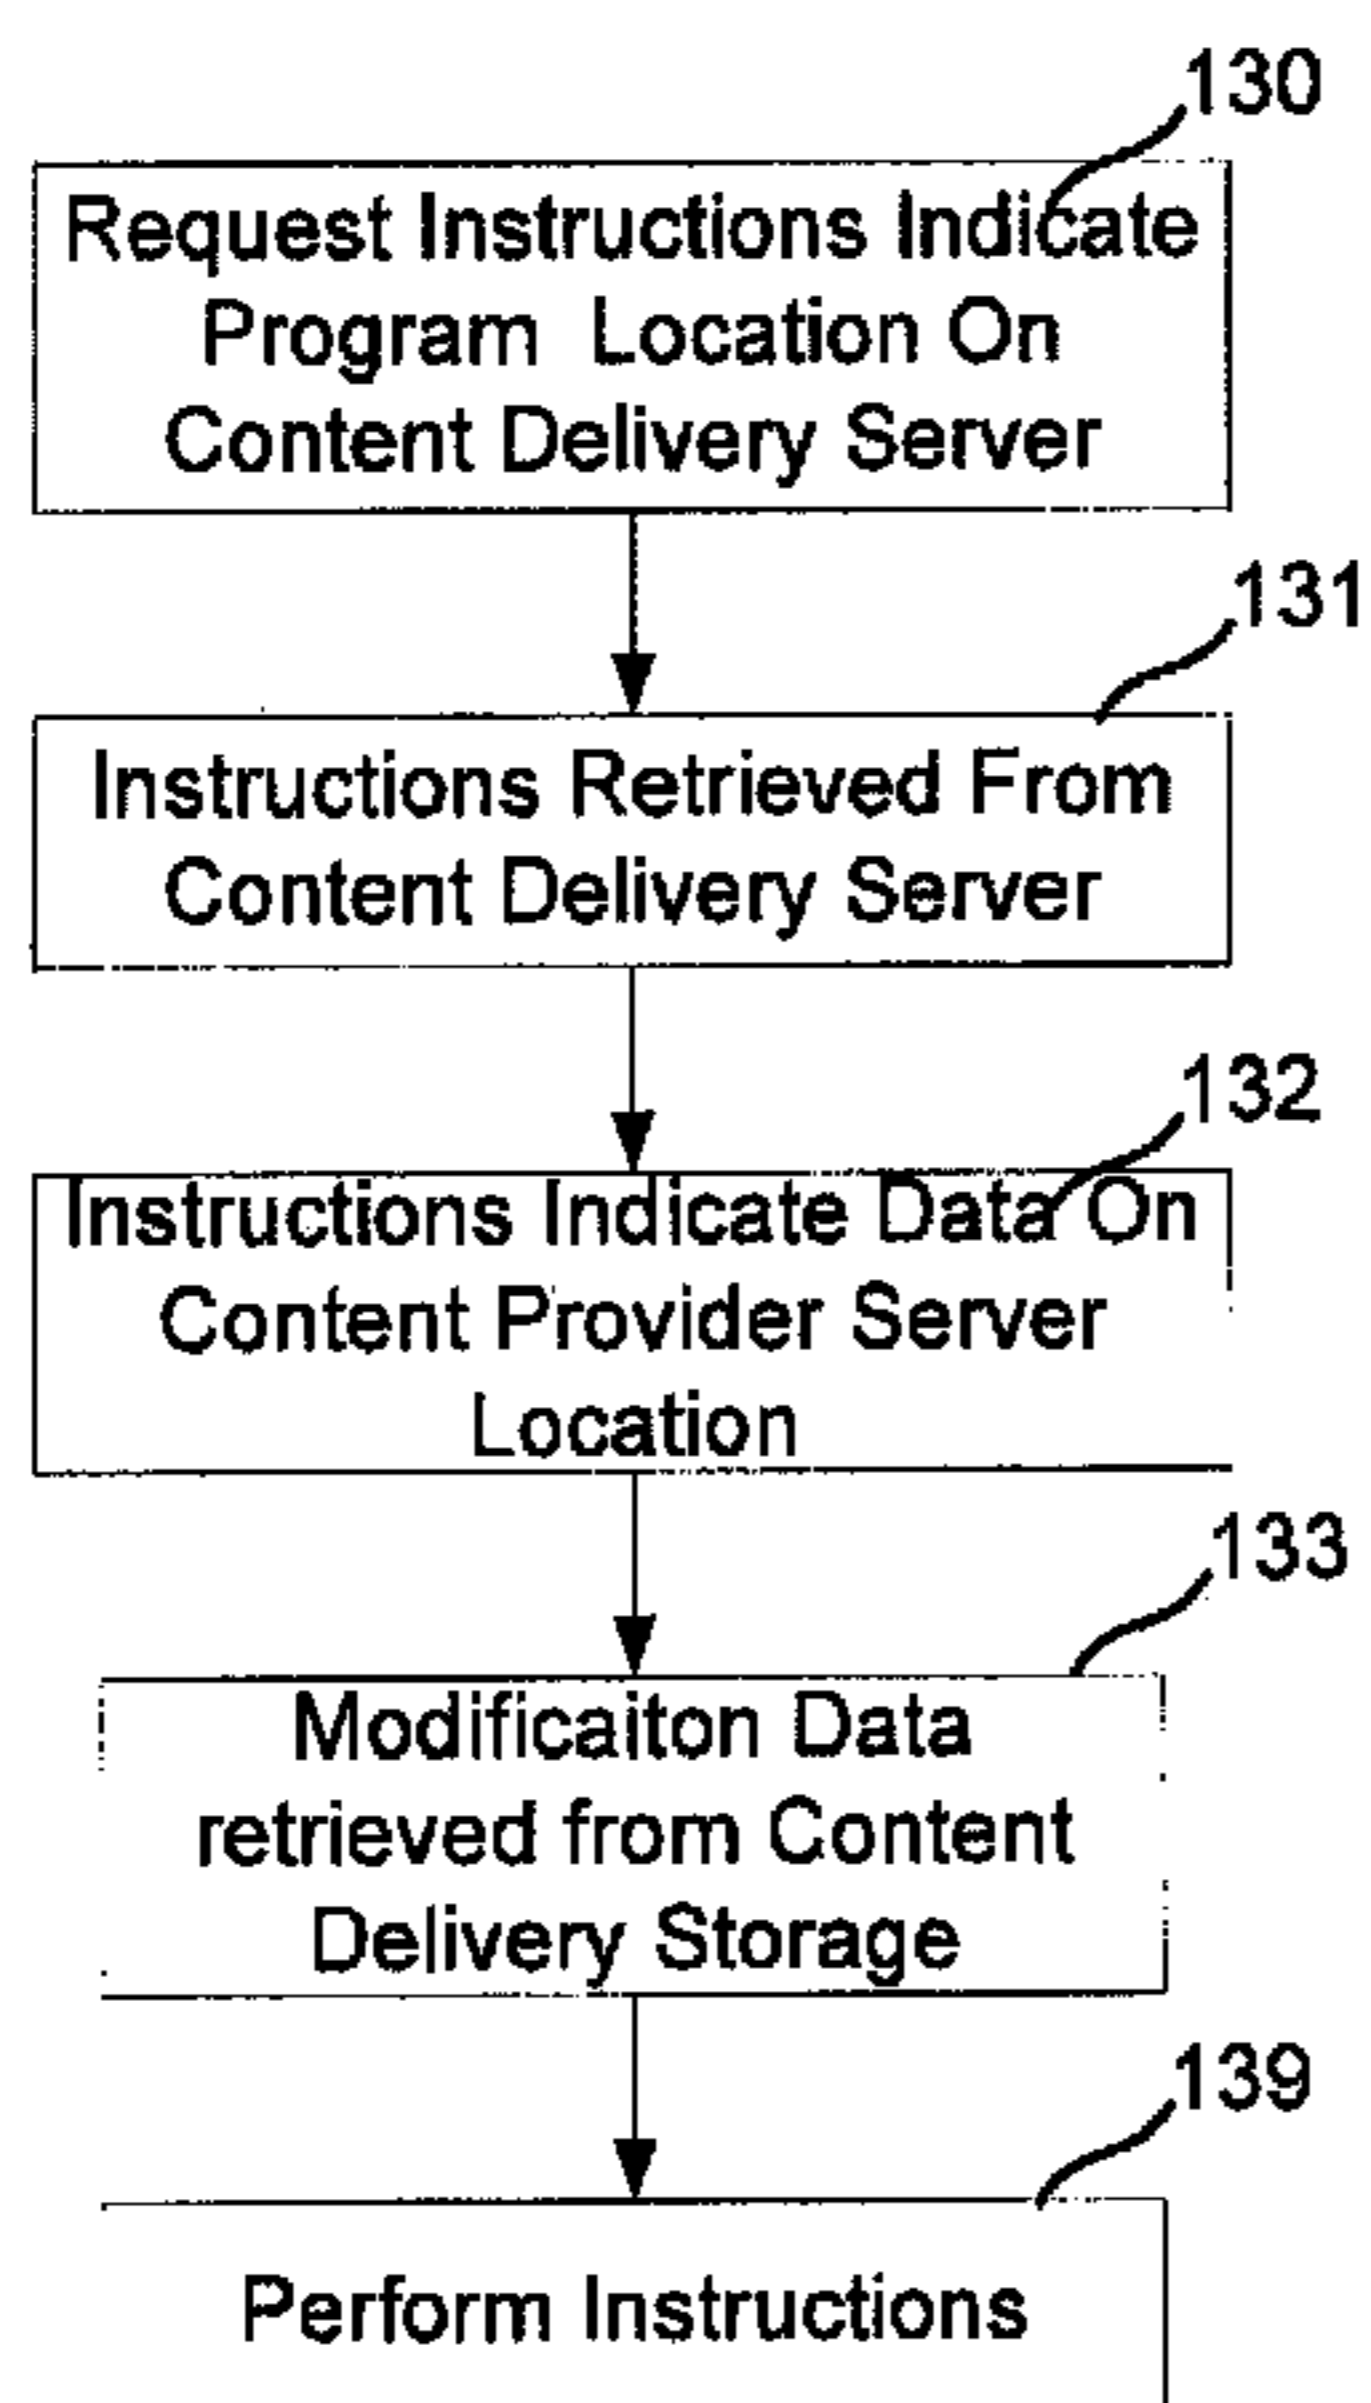 130
Request Instructions Indicate
Program Location On
Content Delivery Server
131
Instructions Retrieved From
Content Delivery Server
132
Instructions Indicate Data On
Content Provider Server
Location
133
Modificaiton Data
retrieved from Content
Delivery Storage
139
Perform Instructions